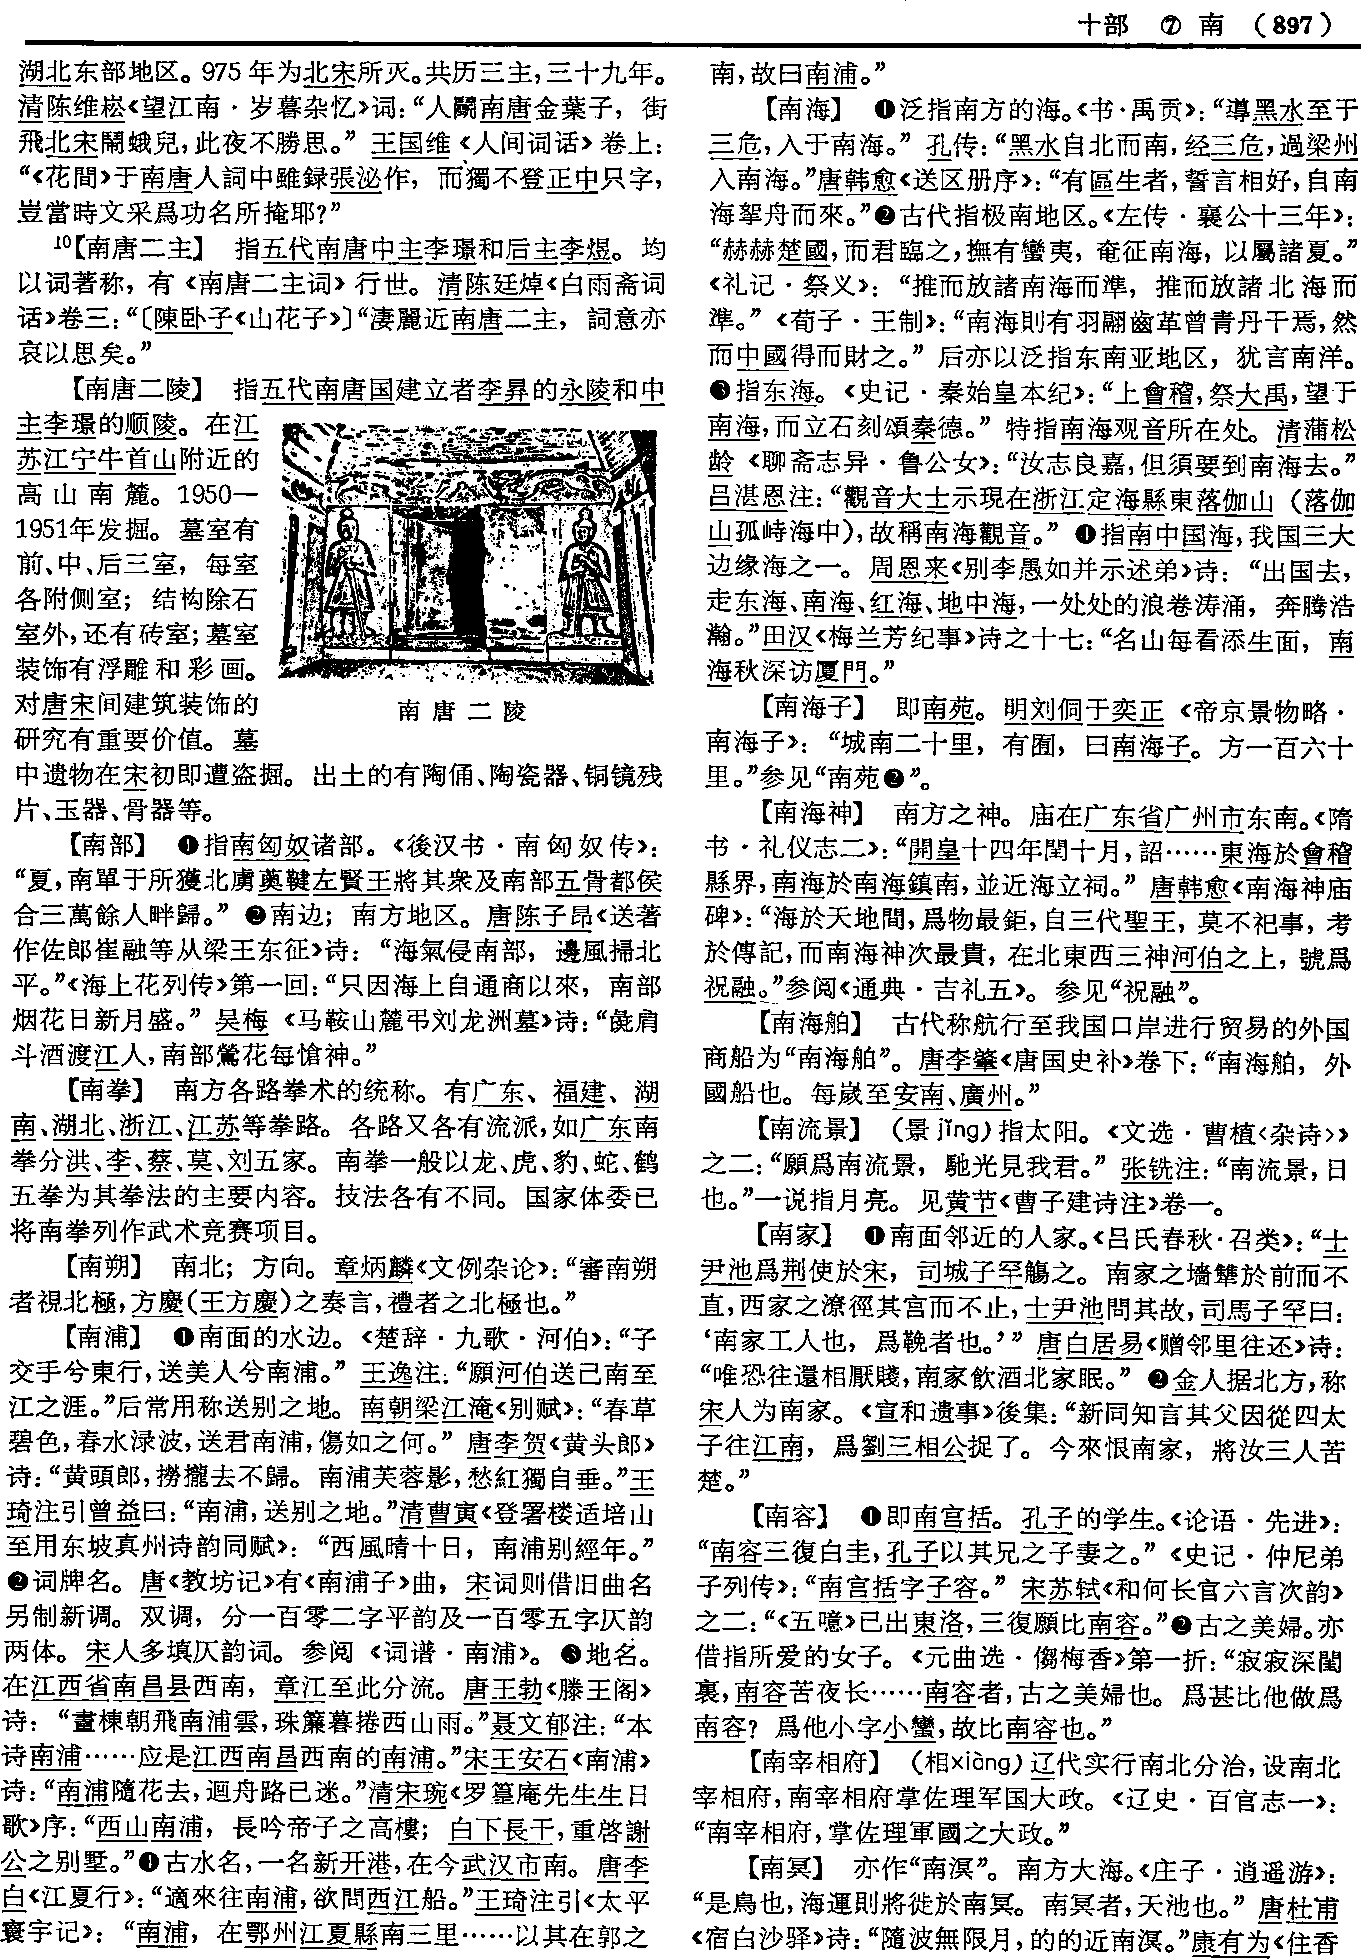 十部 ⑦ 南 （897）
湖北东部地区。975年为北宋所灭。共历三主，三十九年。
清陈维崧《望江南·岁暮杂忆》词：“人鬭南唐金葉子，街
飛北宋鬧蛾兒，此夜不勝思。”王国维《人间词话》卷上：
“《花間》于南唐人詞中雖録張泌作，而獨不登正中只字，
豈當時文采爲功名所掩耶？”
10【南唐二主】 指五代南唐中主李璟和后主李煜。均
以词著称，有《南唐二主词》行世。清陈廷焯《白雨斋词
话》卷三：“〔陳卧子《山花子》〕“淒麗近南唐二主，詞意亦
哀以思矣。”
【南唐二陵】 指五代南唐国建立者李昪的永陵和中
主李璟的顺陵。在江
苏江宁牛首山附近的
高山南麓。1950—
1951年发掘。墓室有
前、中、后三室，每室
各附侧室；结构除石
室外，还有砖室；墓室
装饰有浮雕和彩画。
对唐宋间建筑装饰的
研究有重要价值。墓
南唐二陵
中遗物在宋初即遭盗掘。出土的有陶俑、陶瓷器、铜镜残
片、玉器、骨器等。
【南部】 ❶指南匈奴诸部。《後汉书·南匈奴传》：
“夏，南單于所獲北虜薁鞬左賢王將其衆及南部五骨都侯
合三萬餘人畔歸。”❷南边；南方地区。唐陈子昂《送著
作佐郎崔融等从梁王东征》诗：“海氣侵南部，邊風掃北
平。”《海上花列传》第一回：“只因海上自通商以來，南部
烟花日新月盛。”吴梅《马鞍山麓弔刘龙洲墓》诗：“彘肩
斗酒渡江人，南部鶯花每愴神。”
【南拳】 南方各路拳术的统称。有广东、福建、湖
南、湖北、浙江、江苏等拳路。各路又各有流派，如广东南
拳分洪、李、蔡、莫、刘五家。南拳一般以龙、虎、豹、蛇、鹤
五拳为其拳法的主要内容。技法各有不同。国家体委已
将南拳列作武术竞赛项目。
【南朔】 南北；方向。章炳麟《文例杂论》：“審南朔
者視北極，方慶（王方慶）之奏言，禮者之北極也。”
【南浦】 ❶南面的水边。《楚辞·九歌·河伯》：“子
交手兮東行，送美人兮南浦。”王逸注：“願河伯送己南至
江之涯。”后常用称送别之地。南朝梁江淹《别赋》：“春草
碧色，春水渌波，送君南浦，傷如之何。”唐李贺《黄头郎》
诗：“黄頭郎，撈攏去不歸。南浦芙蓉影，愁紅獨自垂。”王
琦注引曾益曰：“南浦，送别之地。”清曹寅《登署楼适培山
至用东坡真州诗韵同赋》：“西風晴十日，南浦别經年。”
❷词牌名。唐《教坊记》有《南浦子》曲，宋词则借旧曲名
另制新调。双调，分一百零二字平韵及一百零五字仄韵
两体。宋人多填仄韵词。参阅《词谱·南浦》。❸地名。
在江西省南昌县西南，章江至此分流。唐王勃《滕王阁》
诗：“畫棟朝飛南浦雲，珠簾暮捲西山雨。”聂文郁注：“本
诗南浦……应是江西南昌西南的南浦。”宋王安石《南浦》
诗：“南浦隨花去，迴舟路已迷。”清宋琬《罗篁庵先生生日
歌》序：“西山南浦，長吟帝子之高樓；白下長干，重啓謝
公之别墅。”❹古水名，一名新开港，在今武汉市南。唐李
白《江夏行》：“適來往南浦，欲問西江船。”王琦注引《太平
寰宇记》：“南浦，在鄂州江夏縣南三里……以其在郭之
南，故曰南浦。”
【南海】 ❶泛指南方的海。《书·禹贡》：“導黑水至于
三危，入于南海。”孔传：“黑水自北而南，经三危，過梁州
入南海。”唐韩愈《送区册序》：“有區生者，誓言相好，自南
海挐舟而來。”❷古代指极南地区。《左传·襄公十三年》：
“赫赫楚國，而君臨之，撫有蠻夷，奄征南海，以屬諸夏。”
《礼记·祭义》：“推而放諸南海而準，推而放諸北海而
準。”《荀子·王制》：“南海則有羽翮齒革曾青丹干焉，然
而中國得而財之。”后亦以泛指东南亚地区，犹言南洋。
❸指东海。《史记·秦始皇本纪》：“上會稽，祭大禹，望于
南海，而立石刻頌秦德。”特指南海观音所在处。清蒲松
龄《聊斋志异·鲁公女》：“汝志良嘉，但須要到南海去。”
吕湛恩注：“觀音大士示現在浙江定海縣東落伽山（落伽
山孤峙海中），故稱南海觀音。”❹指南中国海，我国三大
边缘海之一。周恩来《别李愚如并示述弟》诗：“出国去，
走东海、南海、红海、地中海，一处处的浪卷涛涌，奔腾浩
瀚。”田汉《梅兰芳纪事》诗之十七：“名山每看添生面，南
海秋深访厦門。”
【南海子】 即南苑。明刘侗于奕正《帝京景物略·
南海子》：“城南二十里，有囿，曰南海子。方一百六十
里。”参见“南苑❷”。
【南海神】 南方之神。庙在广东省广州市东南。《隋
书·礼仪志二》：“開皇十四年閏十月，詔……東海於會稽
縣界，南海於南海鎮南，並近海立祠。”唐韩愈《南海神庙
碑》：“海於天地間，爲物最鉅，自三代聖王，莫不祀事，考
於傳記，而南海神次最貴，在北東西三神河伯之上，號爲
祝融。”参阅《通典·吉礼五》。参见“祝融”。
【南海舶】 古代称航行至我国口岸进行贸易的外国
商船为“南海舶”。唐李肇《唐国史补》卷下：“南海舶，外
國船也。每嵗至安南、廣州。”
【南流景】 （景jǐng）指太阳。《文选·曹植〈杂诗〉》
之二：“願爲南流景，馳光見我君。”张铣注：“南流景，日
也。”一说指月亮。见黄节《曹子建诗注》卷一。
【南家】 ❶南面邻近的人家。《吕氏春秋·召类》：“士
尹池爲荆使於宋，司城子罕觴之。南家之墻犨於前而不
直，西家之潦徑其宫而不止，士尹池問其故，司馬子罕曰：
‘南家工人也，爲鞔者也。’”唐白居易《赠邻里往还》诗：
“唯恐往還相厭賤，南家飲酒北家眠。”❷金人据北方，称
宋人为南家。《宣和遗事》後集：“新同知言其父因從四太
子往江南，爲劉三相公捉了。今來恨南家，將汝三人苦
楚。”
【南容】 ❶即南宫括。孔子的学生。《论语·先进》：
“南容三復白圭，孔子以其兄之子妻之。”《史记·仲尼弟
子列传》：“南宫括字子容。”宋苏轼《和何长官六言次韵》
之二：“《五噫》已出東洛，三復願比南容。”❷古之美婦。亦
借指所爱的女子。《元曲选·㑳梅香》第一折：“寂寂深閨
裏，南容苦夜长……南容者，古之美婦也。爲甚比他做爲
南容？爲他小字小蠻，故比南容也。”
【南宰相府】 （相xiàng）辽代实行南北分治，设南北
宰相府，南宰相府掌佐理军国大政。《辽史·百官志一》：
“南宰相府，掌佐理軍國之大政。”
【南冥】 亦作“南溟”。南方大海。《庄子·逍遥游》：
“是鳥也，海運則將徙於南冥。南冥者，天池也。”唐杜甫
《宿白沙驿》诗：“隨波無限月，的的近南溟。”康有为《住香